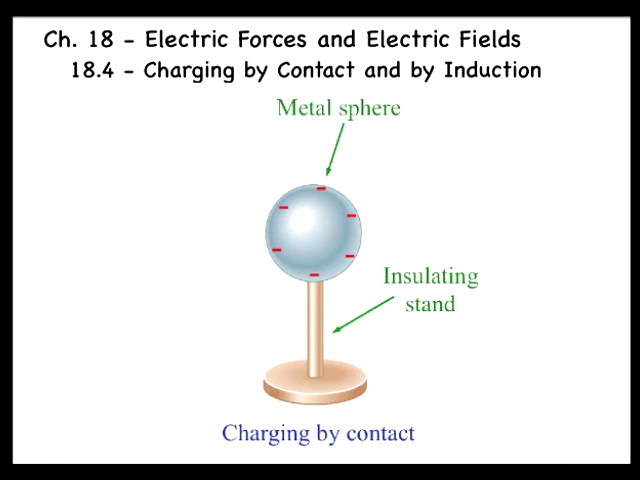 Ch. 18 - Electric Forces and Electric Fields
18.4 - Charging by Contact and by Induction
Metal sphere
Insulating
stand
Charging by contact